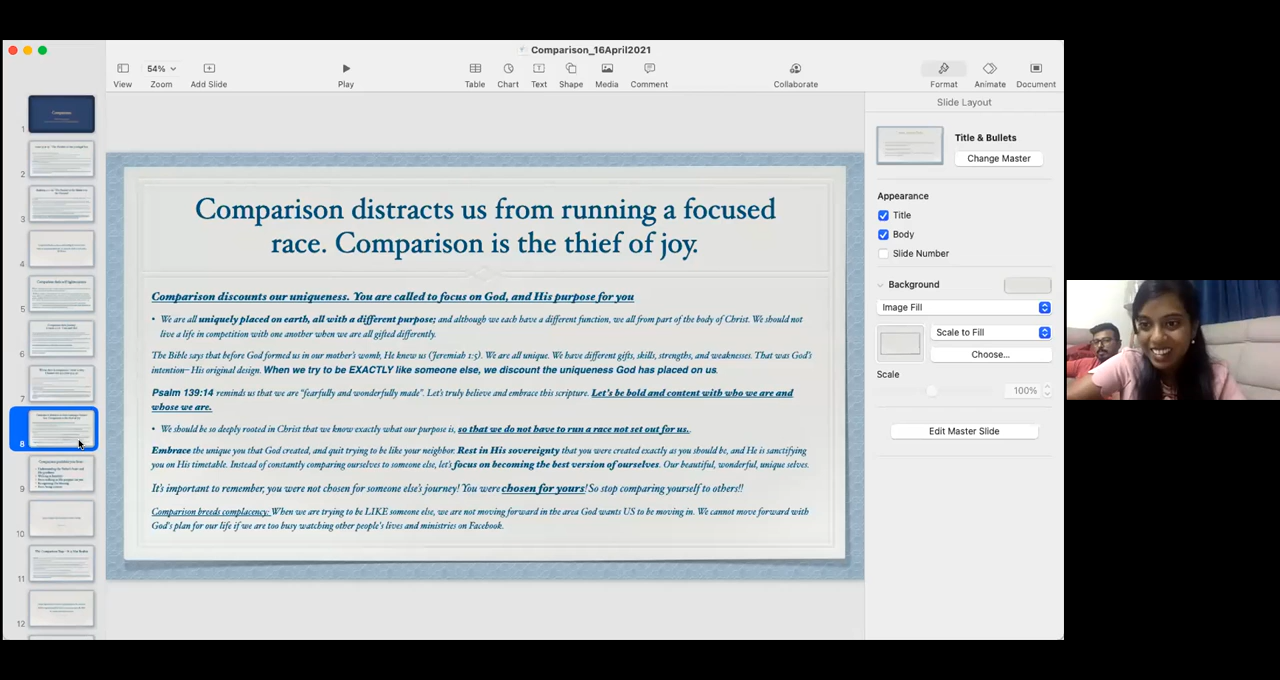 Comparison_16April2021
View
54%
Zoom
Add Slide
Play
Table
Chart
Text
Shape
Media
Comment
Collaborate
Format
Animate
Document
1
2
3
4
5
6
7
8
9
10
11
12
Comparison distracts us from running a focused
race. Comparison is the thief of joy.
Comparison discounts our uniqueness. You are called to focus on God, and His purpose for you
• We are all uniquely placed on earth, all with a different purpose; and although we each have a different function, we all from part of the body of Christ. We should not
live a life in competition with one another when we are all gifted differently.
The Bible says that before God formed us in our mother's womb, He knew us (Jeremiah 1:5). We are all unique. We have different gifts, skills, strengths, and weaknesses. That was God's
intention– His original design. When we try to be EXACTLY like someone else, we discount the uniqueness God has placed on us.
Psalm 139:14 reminds us that we are "fearfully and wonderfully made". Let's truly believe and embrace this scripture. Let's be bold and content with who we are and
whose we are.
• We should be so deeply rooted in Christ that we know exactly what our purpose is, so that we do not have to run a race not set out for us.
Embrace the unique you that God created, and quit trying to be like your neighbor. Rest in His sovereignty that you were created exactly as you should be, and He is sanctifying
you on His timetable. Instead of constantly comparing ourselves to someone else, let's focus on becoming the best version of ourselves. Our beautiful, wonderful, unique selves.
It's important to remember, you were not chosen for someone else's journey! You were chosen for yours! So stop comparing yourself to others!!
Comparison breeds complacency: When we are trying to be LIKE someone else, we are not moving forward in the area God wants US to be moving in. We cannot move forward with
God's plan for our life if we are too busy watching other people's lives and ministries on Facebook.
Slide Layout
Title & Bullets
Change Master
Appearance
Title
Body
Slide Number
Background
Image Fill
Scale to Fill
Choose...
Scale
100%
Edit Master Slide